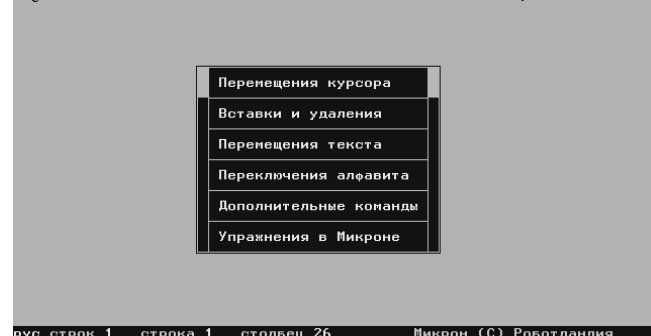 Перемещения курсора
Вставки и удаления
Перемещения текста
Переключения алфавита
Дополнительные команды
Упражнения в Микроне
рус строк 1 строка 1 столбец 26 Микрон (C) Роботландия